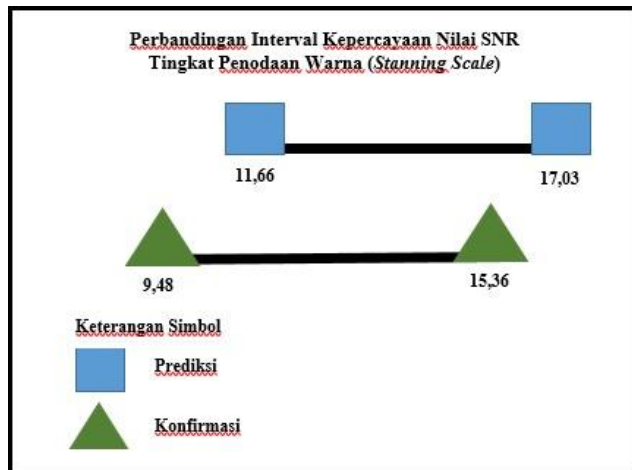 Perbandingan Interval Kepercayaan Nilai SNR
Tingkat Penodaan Warna (Stanning Scale)
11,66
17,03
9,48
15,36
Keterangan Simbol
Prediksi
Konfirmasi